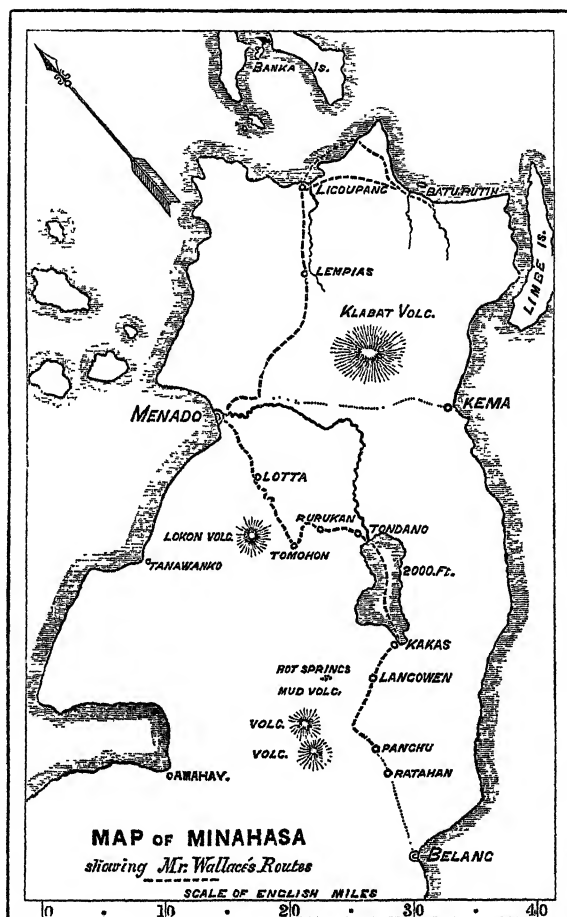 BANKA IS.
LICOUPANG
BATUPUTIH
LEMPIAS
LIMBE IS.
KLABAT VOLC.
MENADO
KEMA
LOTTA
RURUKAN
TONDANO
LOKON VOLC.
TOMOHON
TANAWANKO
2000.FT.
KAKAS
HOT SPRINGS
LANGOWEN
MUD VOLC.
VOLC.
PANGHU
VOLC.
RATAHAN
AMAHAY.
MAP OF MINAHASA
BELANG
shewing Mr. Wallace's Routes
SCALE OF ENGLISH MILES
0 10 20 30 40